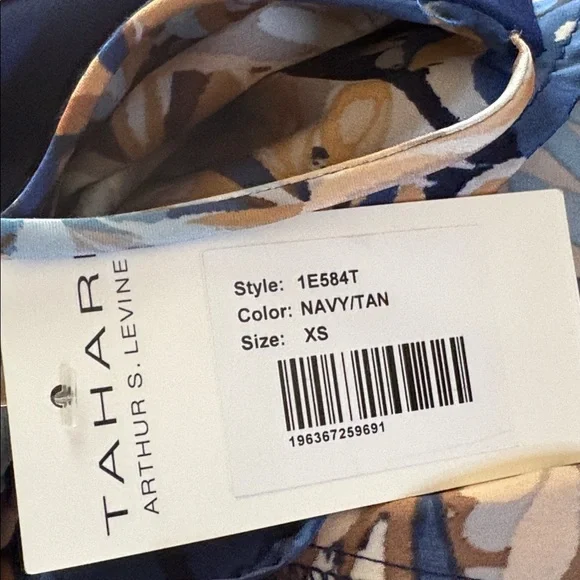 TAHARI
ARTHUR S. LEVINE
Style: 1E584T
Color: NAVY/TAN
Size: XS
196367259691